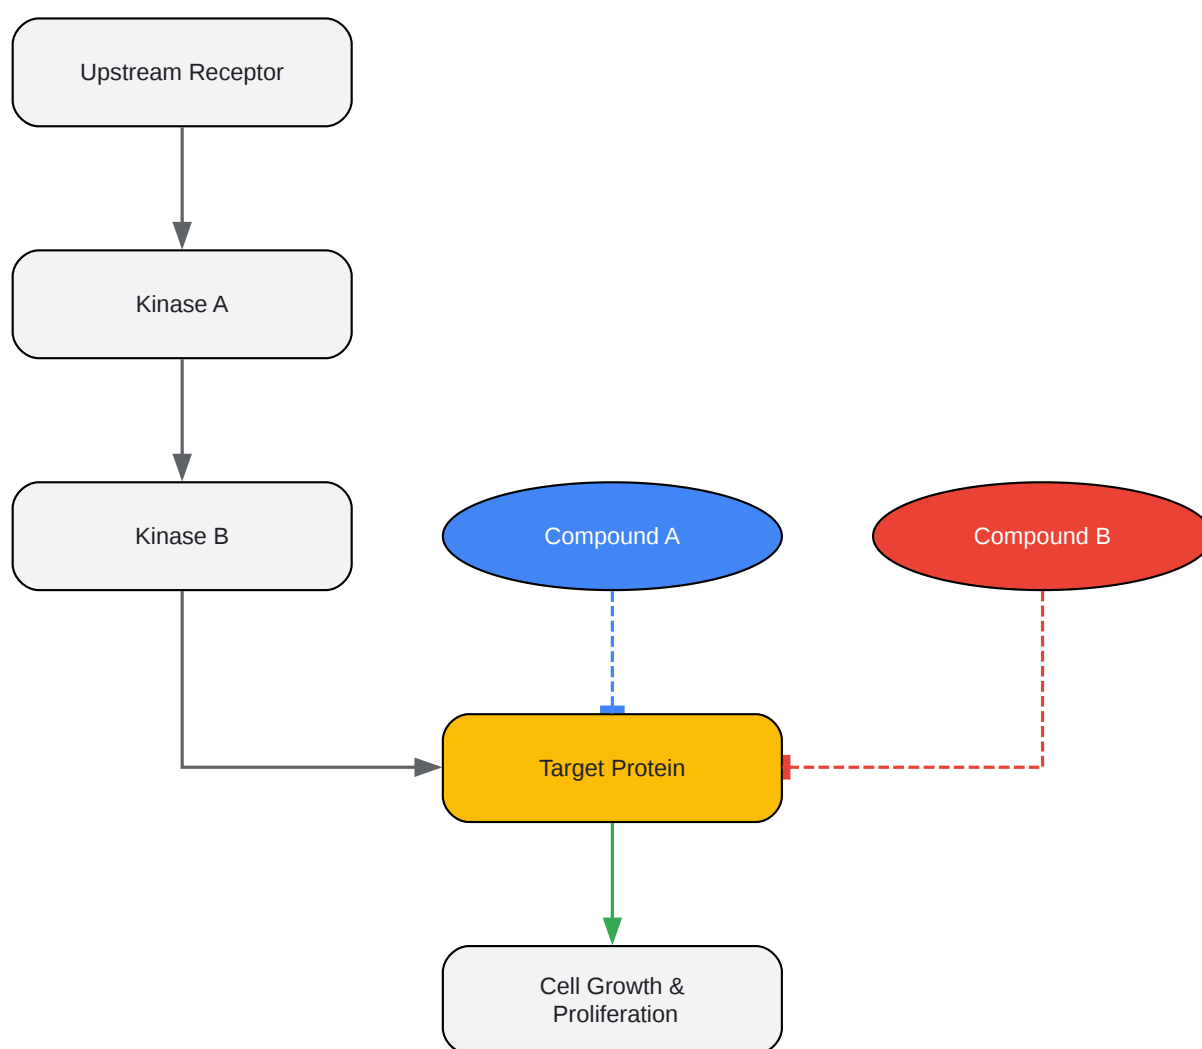 Upstream Receptor
Kinase A
Kinase B
Compound A
Compound B
Target Protein
Cell Growth &
Proliferation